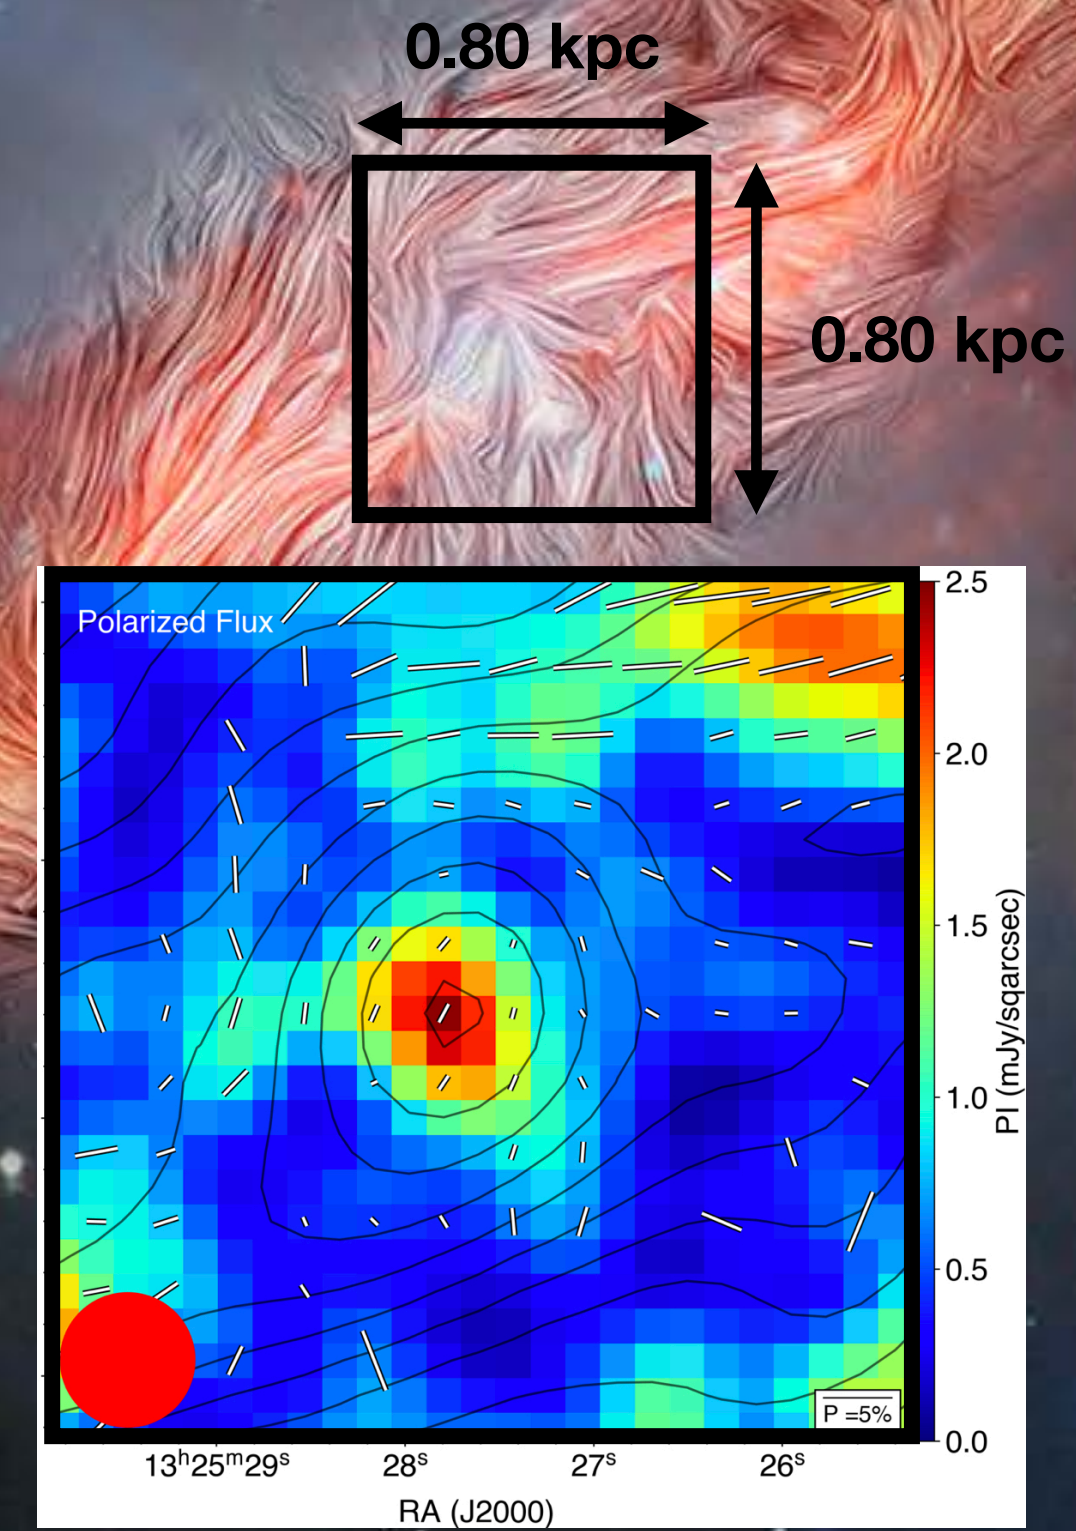 0.80 kpc
0.80 kpc
Polarized Flux
2.5
2.0
1.5
1.0
0.5
0.0
PI (mJy/sqarcsec)
P =5%
13ʰ25ᵐ29ˢ 28ˢ 27ˢ 26ˢ
RA (J2000)